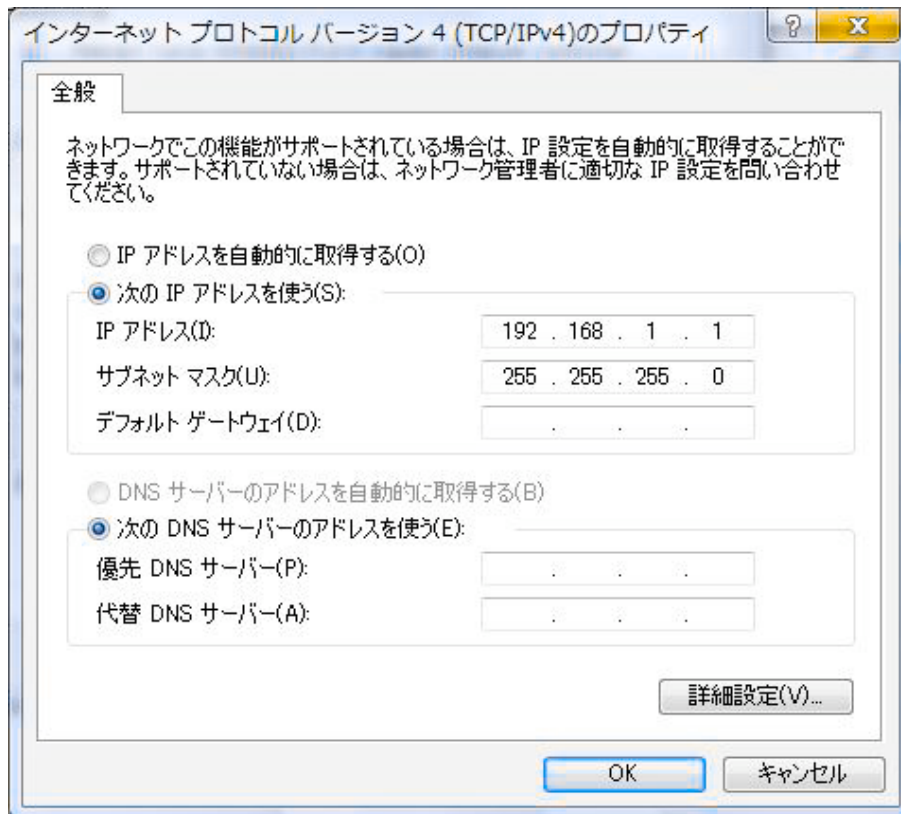 インターネット プロトコル バージョン 4 (TCP/IPv4)のプロパティ
全般
ネットワークでこの機能がサポートされている場合は、IP 設定を自動的に取得することがで
きます。サポートされていない場合は、ネットワーク管理者に適切な IP 設定を問い合わせ
てください。
IP アドレスを自動的に取得する(O)
次の IP アドレスを使う(S):
IP アドレス(I): 192 . 168 . 1 . 1
サブネット マスク(U): 255 . 255 . 255 . 0
デフォルト ゲートウェイ(D): . . .
DNS サーバーのアドレスを自動的に取得する(B)
次の DNS サーバーのアドレスを使う(E):
優先 DNS サーバー(P): . . .
代替 DNS サーバー(A): . . .
詳細設定(V)...
OK キャンセル